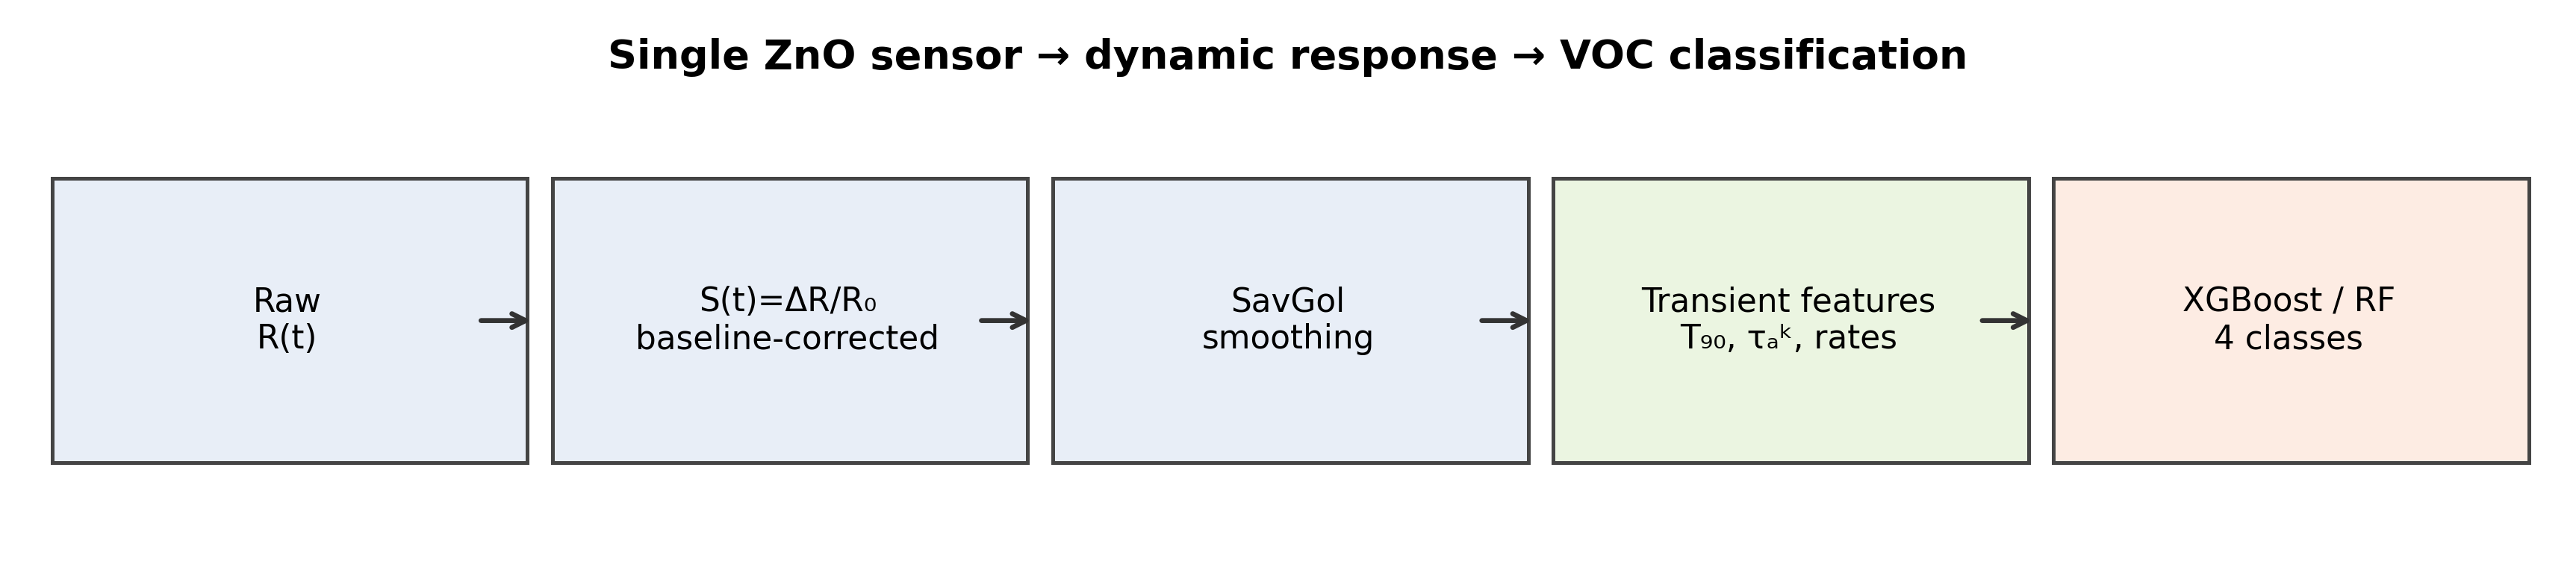 Single ZnO sensor → dynamic response → VOC classification
Raw
R(t)
S(t)=ΔR/R₀
baseline-corrected
SavGol
smoothing
Transient features
T₉₀, τₐᵏ, rates
XGBoost / RF
4 classes